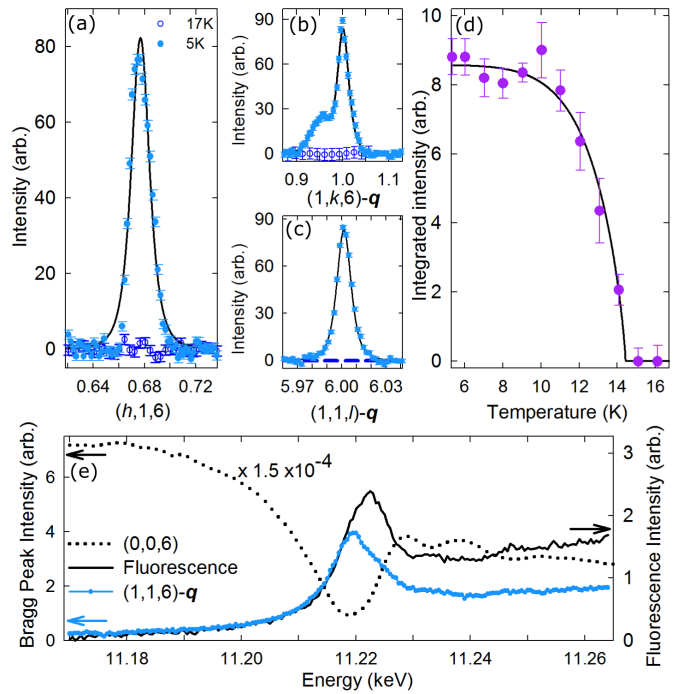 (a)
17K
5K
80
60
40
20
0
Intensity (arb.)
0.64
0.68
0.72
(h,1,6)
(b)
90
60
30
0
Intensity (arb.)
0.9
1.0
1.1
(1,k,6)-q
(c)
90
60
30
0
Intensity (arb.)
5.97
6.00
6.03
(1,1,l)-q
(d)
10
8
6
4
2
0
Integrated intensity (arb.)
6
8
10
12
14
16
Temperature (K)
(e)
x 1.5 x10-4
(0,0,6)
Fluorescence
(1,1,6)-q
6
4
2
0
Bragg Peak Intensity (arb.)
3
2
1
0
Fluorescence Intensity (arb.)
11.18
11.20
11.22
11.24
11.26
Energy (keV)